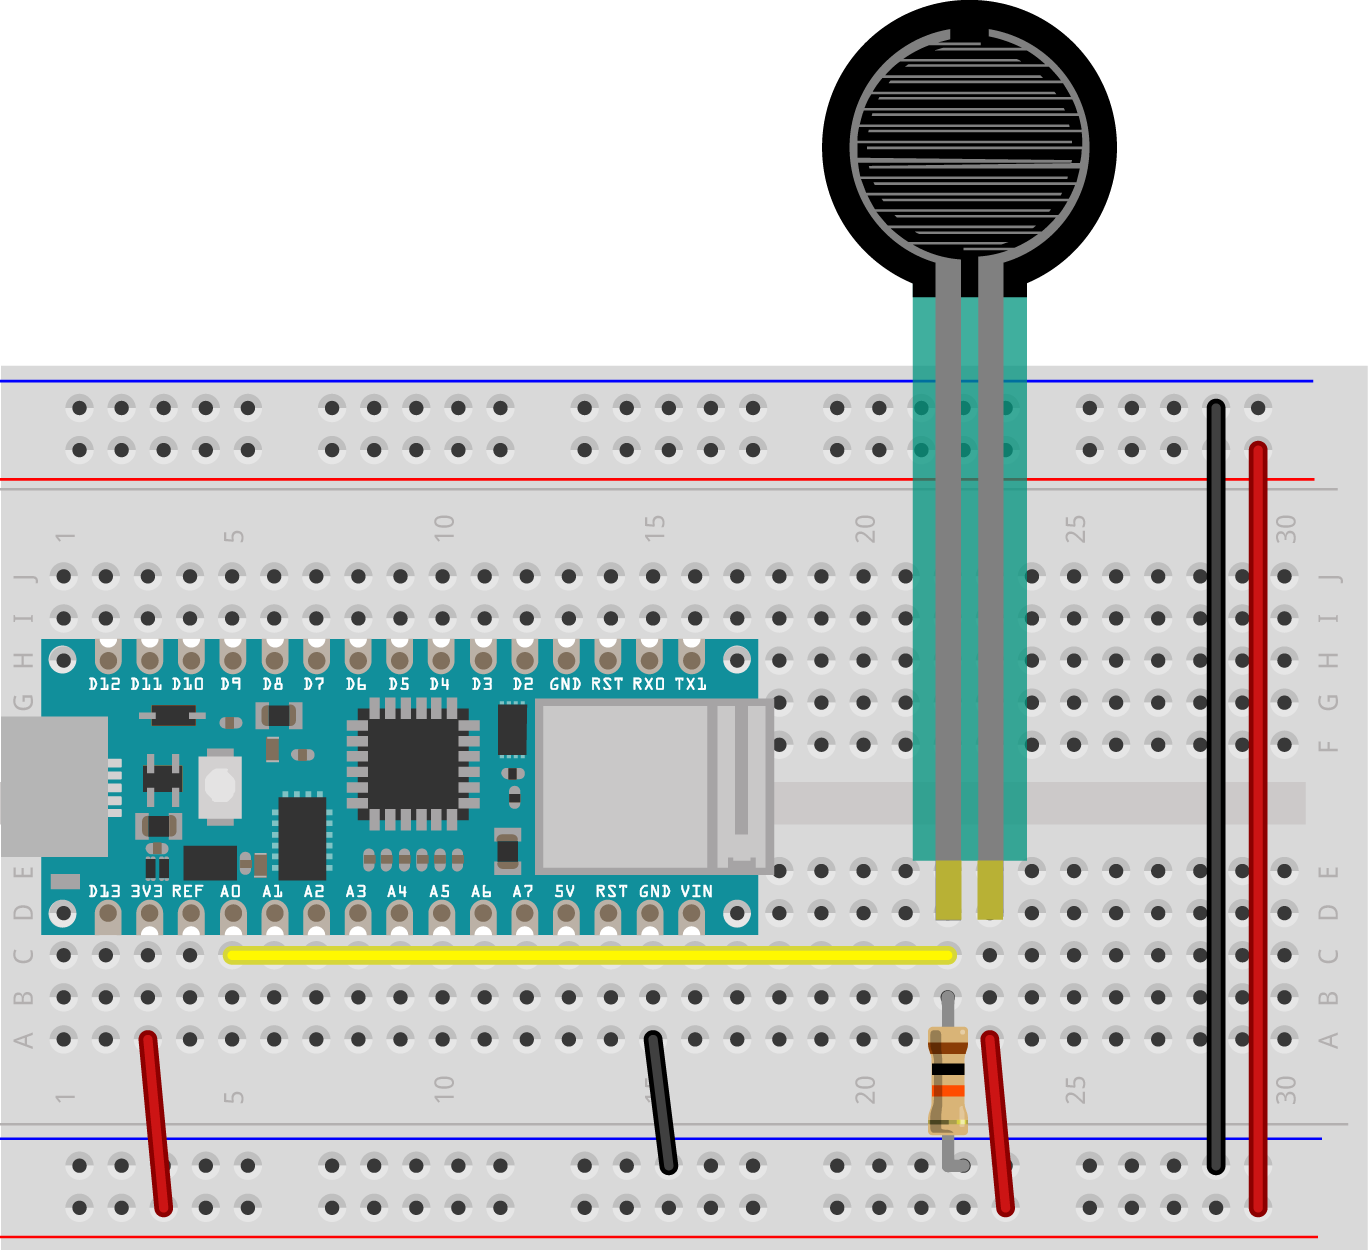 1 5 10 15 20 25 30
J J
I I
H H
D12 D11 D10 D9 D8 D7 D6 D5 D4 D3 D2 GND RST RX0 TX1
G G
F
E E
D13 3V3 REF A0 A1 A2 A3 A4 A5 A6 A7 5V RST GND VIN
D D
C C
B B
A A
1 5 10 15 20 25 30